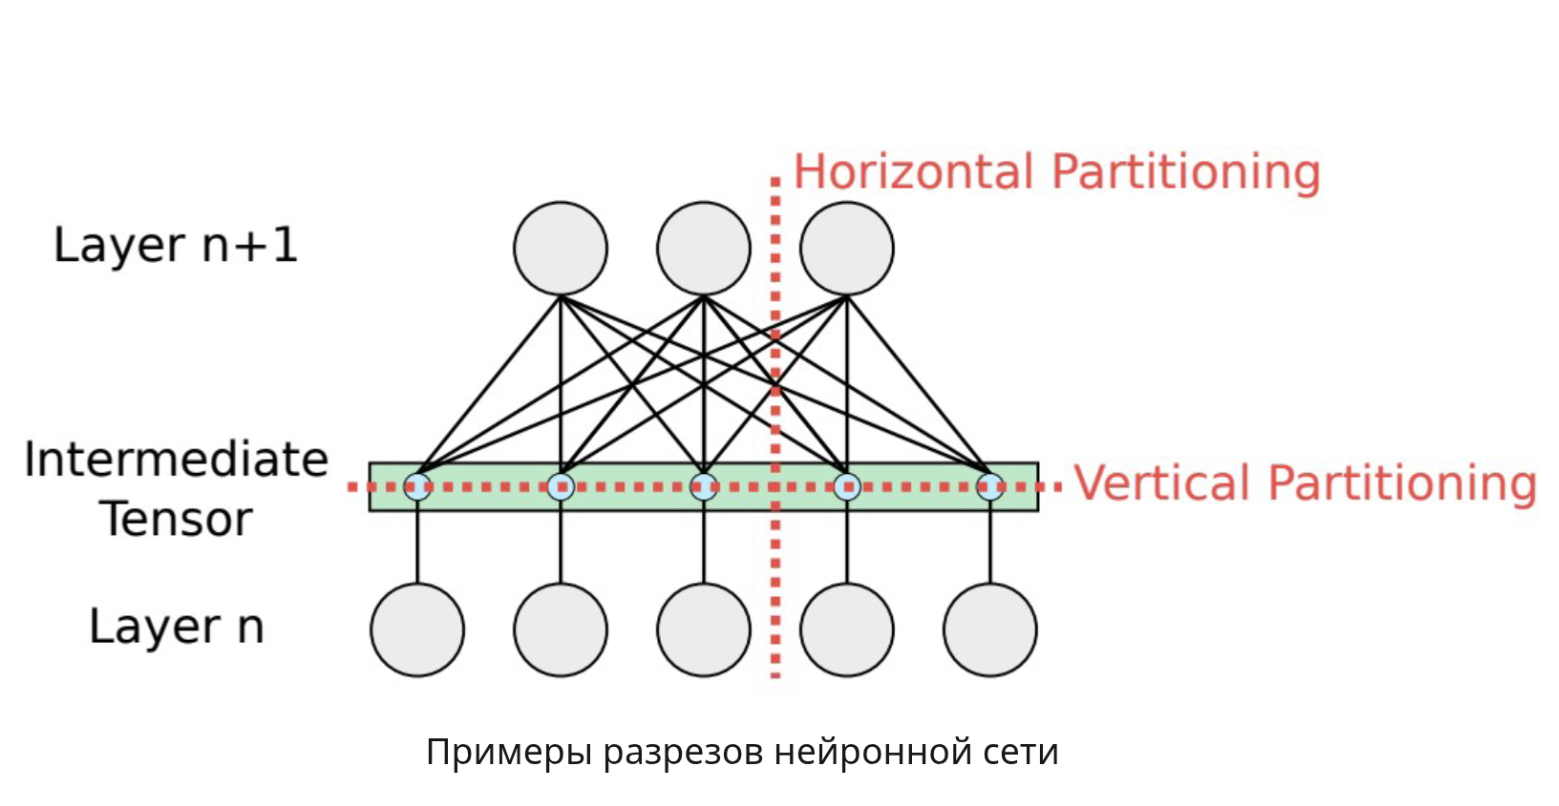 Horizontal Partitioning
Layer n+1
Intermediate
Tensor
Vertical Partitioning
Layer n
Примеры разрезов нейронной сети